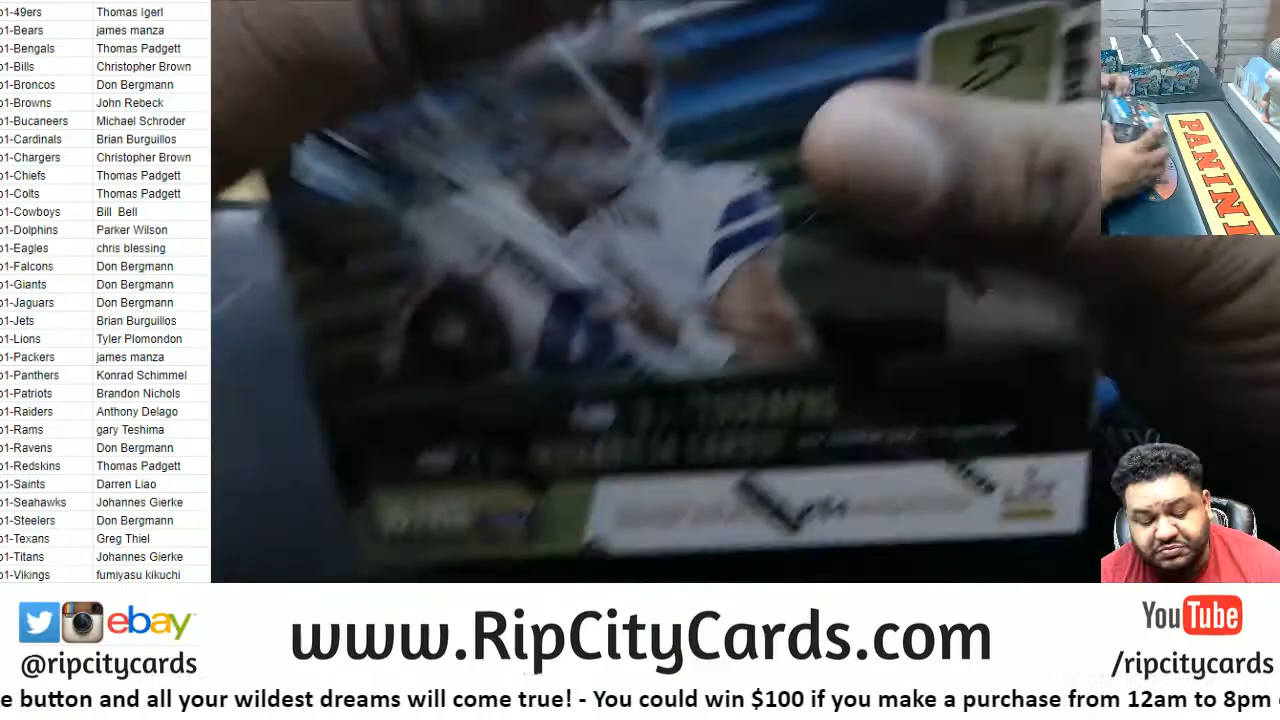 o1-49ers Thomas Igerl
o1-Bears james manza
o1-Bengals Thomas Padgett
o1-Bills Christopher Brown
o1-Broncos Don Bergmann
o1-Browns John Rebeck
o1-Bucaneers Michael Schroder
o1-Cardinals Brian Burguillos
o1-Chargers Christopher Brown
o1-Chiefs Thomas Padgett
o1-Colts Thomas Padgett
o1-Cowboys Bill Bell
o1-Dolphins Parker Wilson
o1-Eagles chris blessing
o1-Falcons Don Bergmann
o1-Giants Don Bergmann
o1-Jaguars Don Bergmann
o1-Jets Brian Burguillos
o1-Lions Tyler Plomondon
o1-Packers james manza
o1-Panthers Konrad Schimmel
o1-Patriots Brandon Nichols
o1-Raiders Anthony Delago
o1-Rams gary Teshima
o1-Ravens Don Bergmann
o1-Redskins Thomas Padgett
o1-Saints Darren Liao
o1-Seahawks Johannes Gierke
o1-Steelers Don Bergmann
o1-Texans Greg Thiel
o1-Titans Johannes Gierke
o1-Vikings fumiyasu kikuchi
5
PANINI
ebay
@ripcitycards
www.RipCityCards.com
YouTube
/ripcitycards
e button and all your wildest dreams will come true! - You could win $100 if you make a purchase from 12am to 8pm